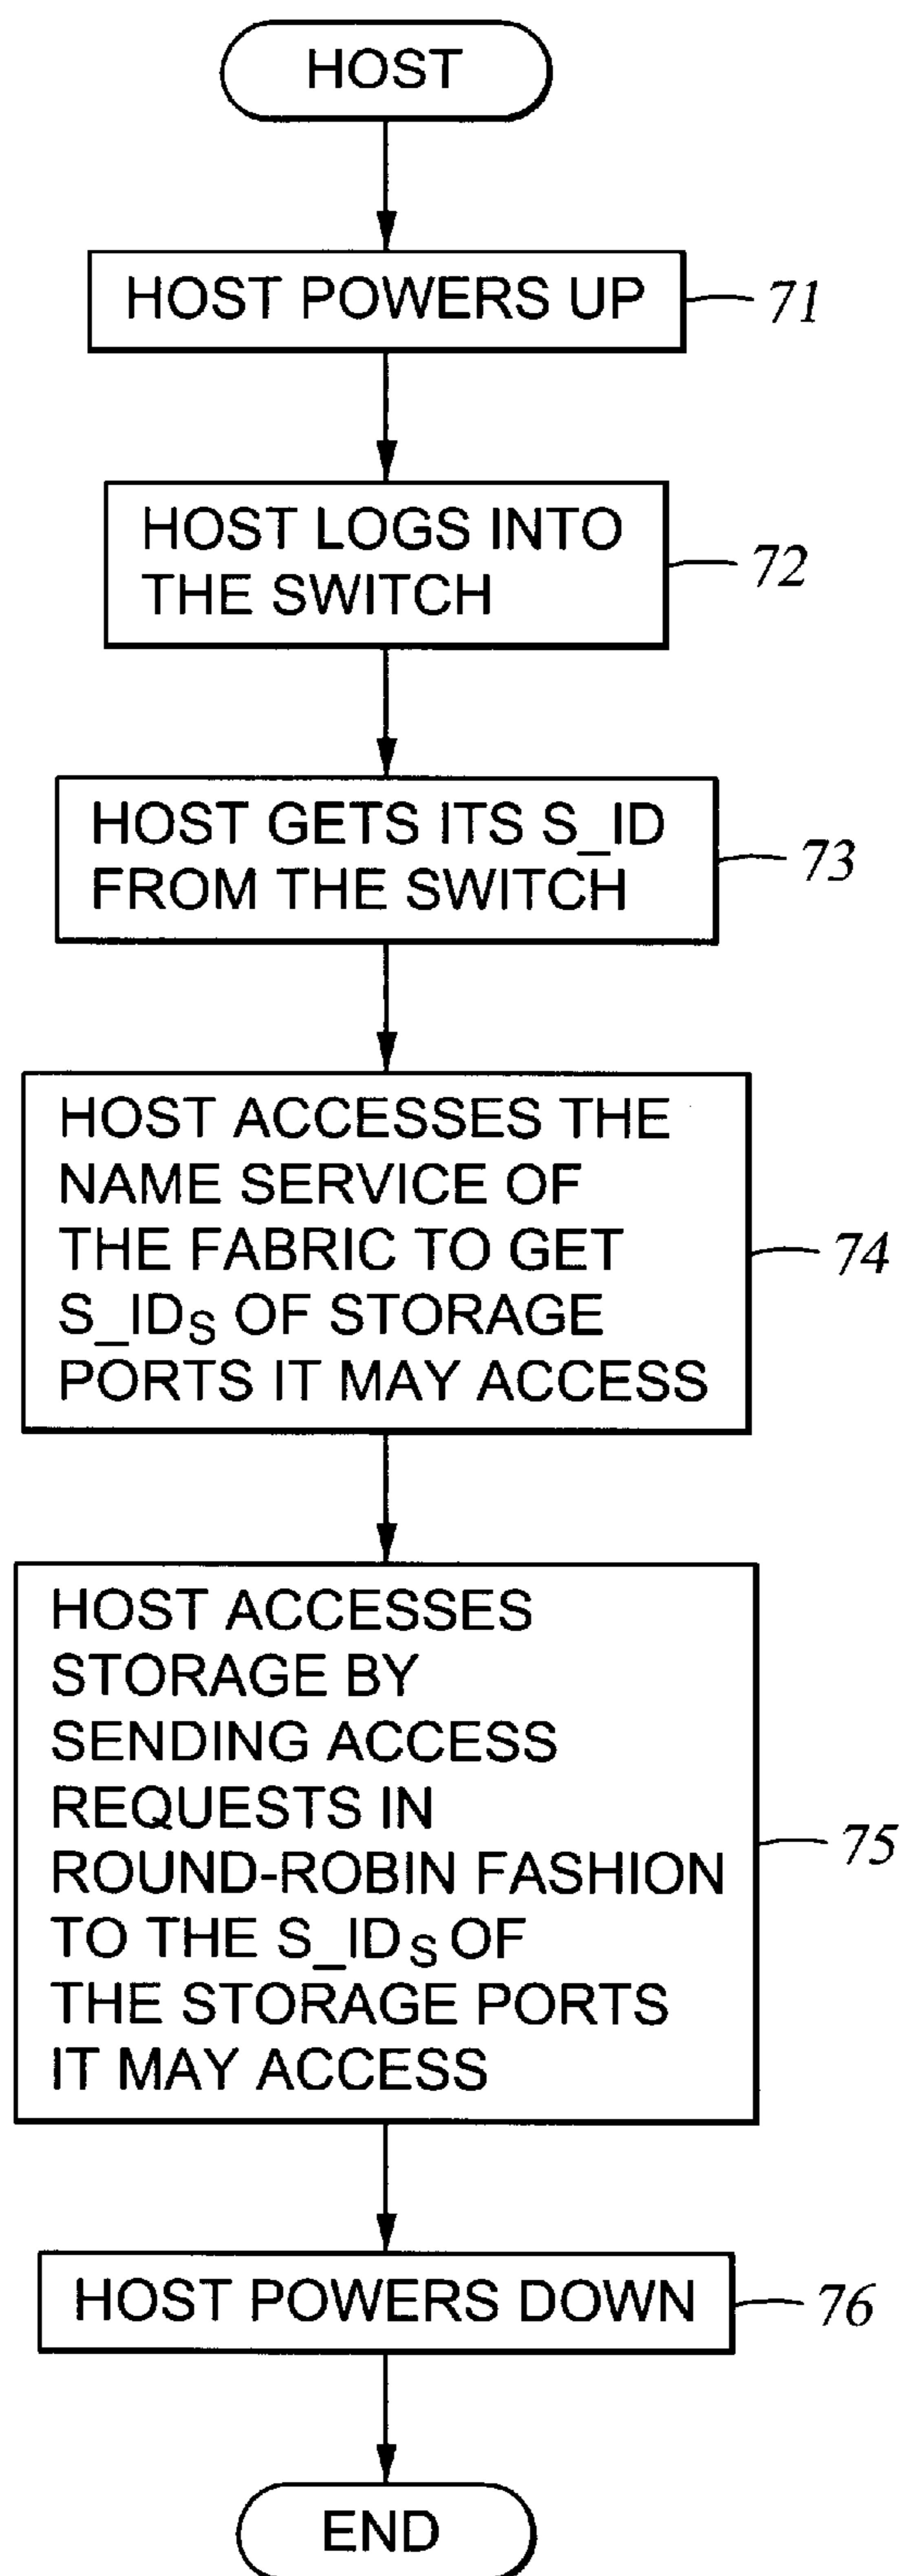 HOST
HOST POWERS UP
71
HOST LOGS INTO
THE SWITCH
72
HOST GETS ITS S_ID
FROM THE SWITCH
73
HOST ACCESSES THE
NAME SERVICE OF
THE FABRIC TO GET
S_IDS OF STORAGE
PORTS IT MAY ACCESS
74
HOST ACCESSES
STORAGE BY
SENDING ACCESS
REQUESTS IN
ROUND-ROBIN FASHION
TO THE S_IDS OF
THE STORAGE PORTS
IT MAY ACCESS
75
HOST POWERS DOWN
76
END